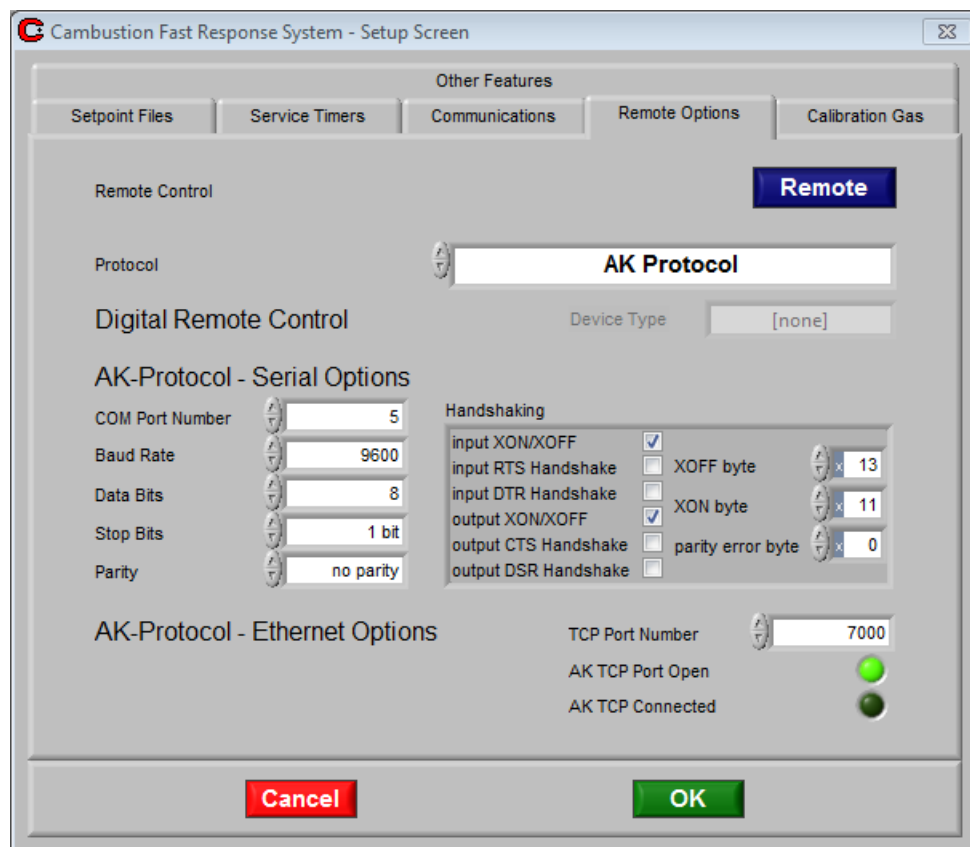 Cambustion Fast Response System - Setup Screen
Other Features
Setpoint Files Service Timers Communications Remote Options Calibration Gas
Remote Control Remote
Protocol AK Protocol
Digital Remote Control Device Type [none]
AK-Protocol - Serial Options
COM Port Number 5
Baud Rate 9600
Data Bits 8
Stop Bits 1 bit
Parity no parity
Handshaking
input XON/XOFF
input RTS Handshake
input DTR Handshake
output XON/XOFF
output CTS Handshake
output DSR Handshake
XOFF byte x 13
XON byte x 11
parity error byte x 0
AK-Protocol - Ethernet Options
TCP Port Number 7000
AK TCP Port Open
AK TCP Connected
Cancel OK